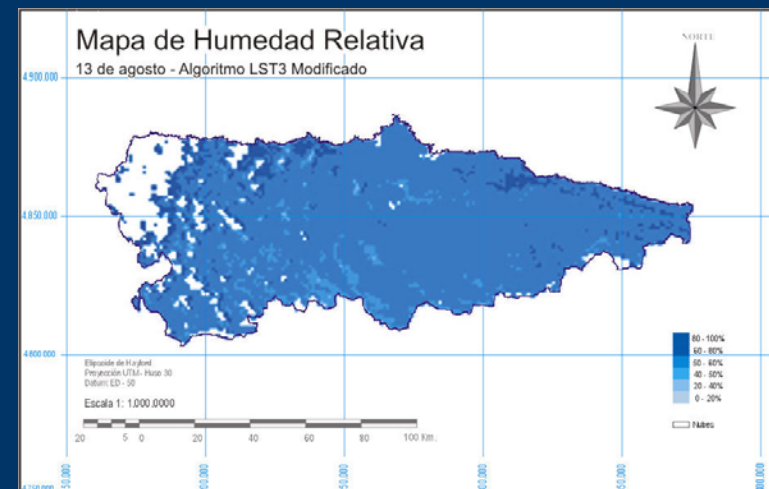 Mapa de Humedad Relativa
13 de agosto - Algoritmo LST3 Modificado
NORTE
4,900.000
4,850.000
4,800.000
80 - 100%
60 - 80%
50 - 60%
40 - 50%
20 - 40%
0 - 20%
Nubes
Elipsoide de Hayford
Proyección UTM - Huso 30
Datum: ED - 50
Escala 1: 1.000.0000
20 5 0 20 40 60 80 100 Km.